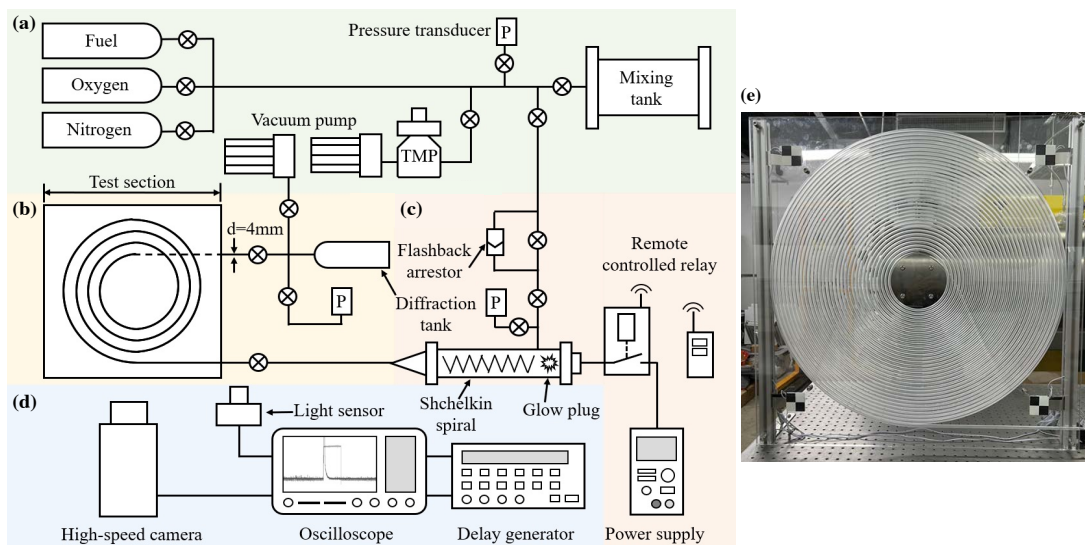 (a)
Fuel
Oxygen
Nitrogen
Pressure transducer
P
Mixing
tank
Vacuum pump
TMP
(b)
Test section
d=4mm
Diffraction
tank
P
(c)
Flashback
arrestor
P
Remote
controlled relay
Shchelkin
spiral
Glow plug
Power supply
(d)
Light sensor
High-speed camera
Oscilloscope
Delay generator
(e)